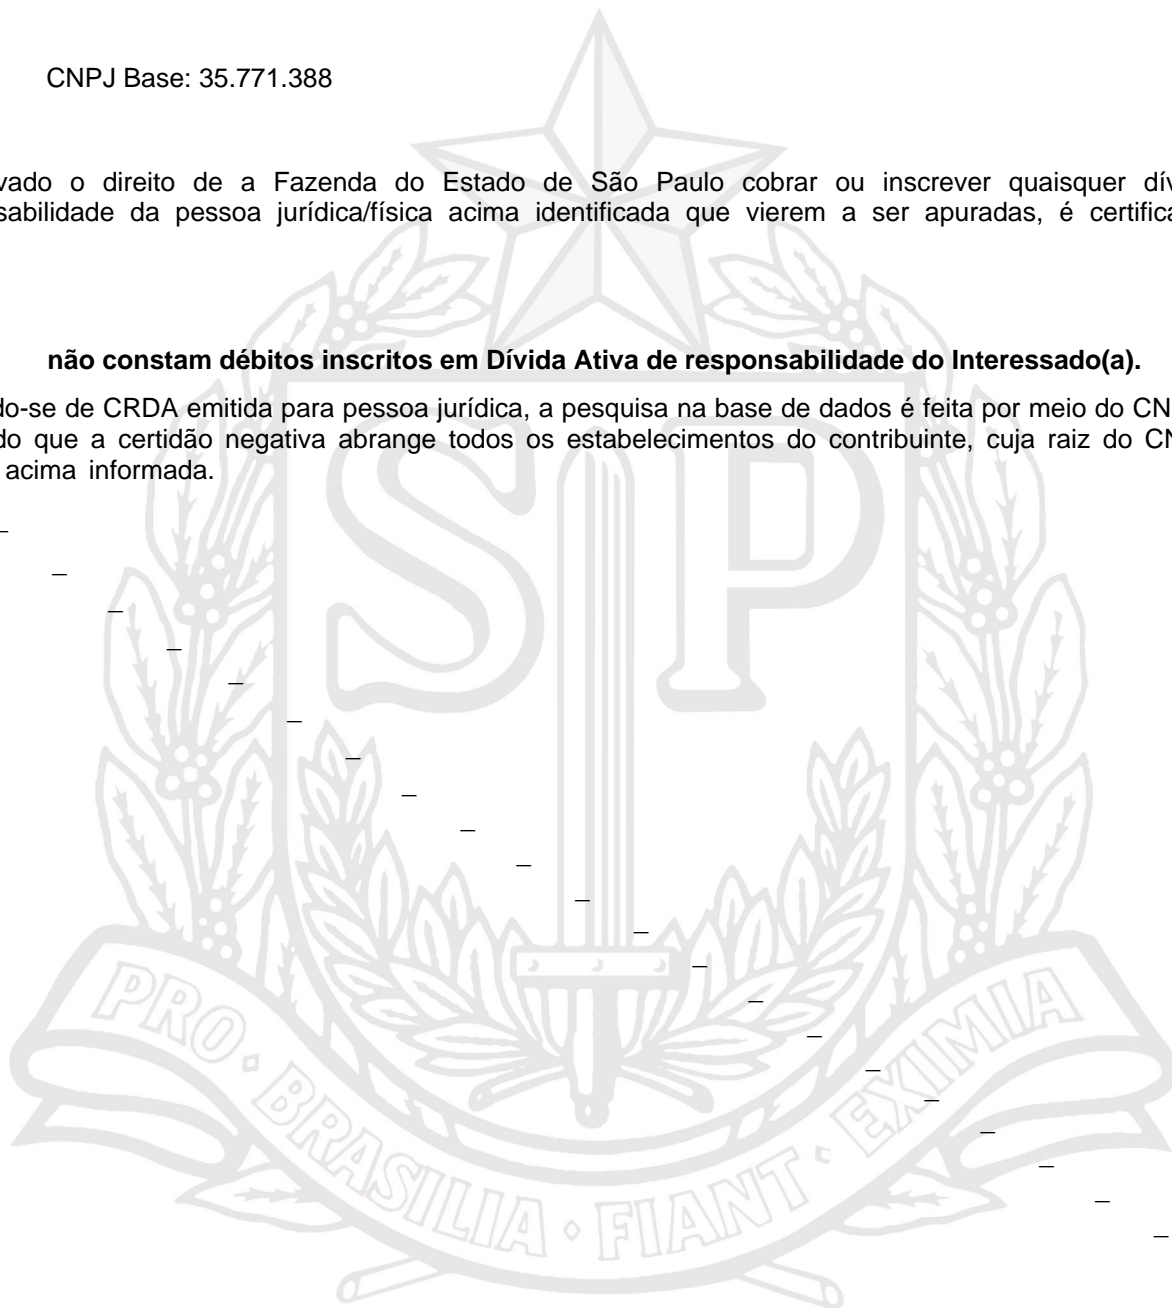 CNPJ Base: 35.771.388
vado o direito de a Fazenda do Estado de São Paulo cobrar ou inscrever quaisquer dív
sabilidade da pessoa jurídica/física acima identificada que vierem a ser apuradas, é certifica
não constam débitos inscritos em Dívida Ativa de responsabilidade do Interessado(a).
do-se de CRDA emitida para pessoa jurídica, a pesquisa na base de dados é feita por meio do CN
do que a certidão negativa abrange todos os estabelecimentos do contribuinte, cuja raiz do CN
acima informada.
SP
PRO • BRASILIA • FIANT • EXIMIA